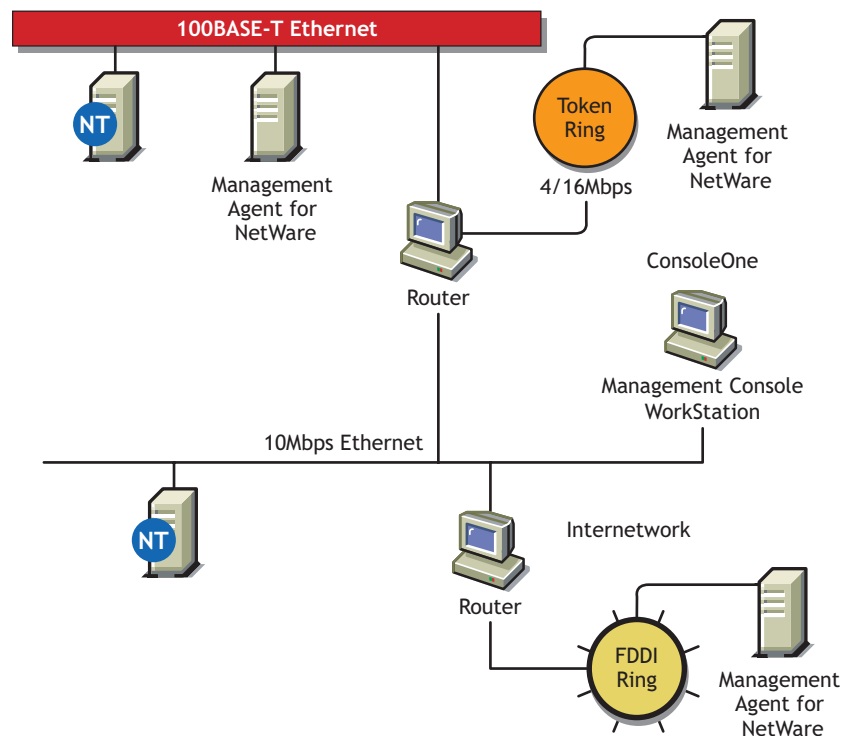 100BASE-T Ethernet
NT
Management
Agent for
NetWare
Token
Ring
4/16Mbps
Management
Agent for
NetWare
Router
ConsoleOne
Management Console
WorkStation
10Mbps Ethernet
NT
Router
Internetwork
FDDI
Ring
Management
Agent for
NetWare